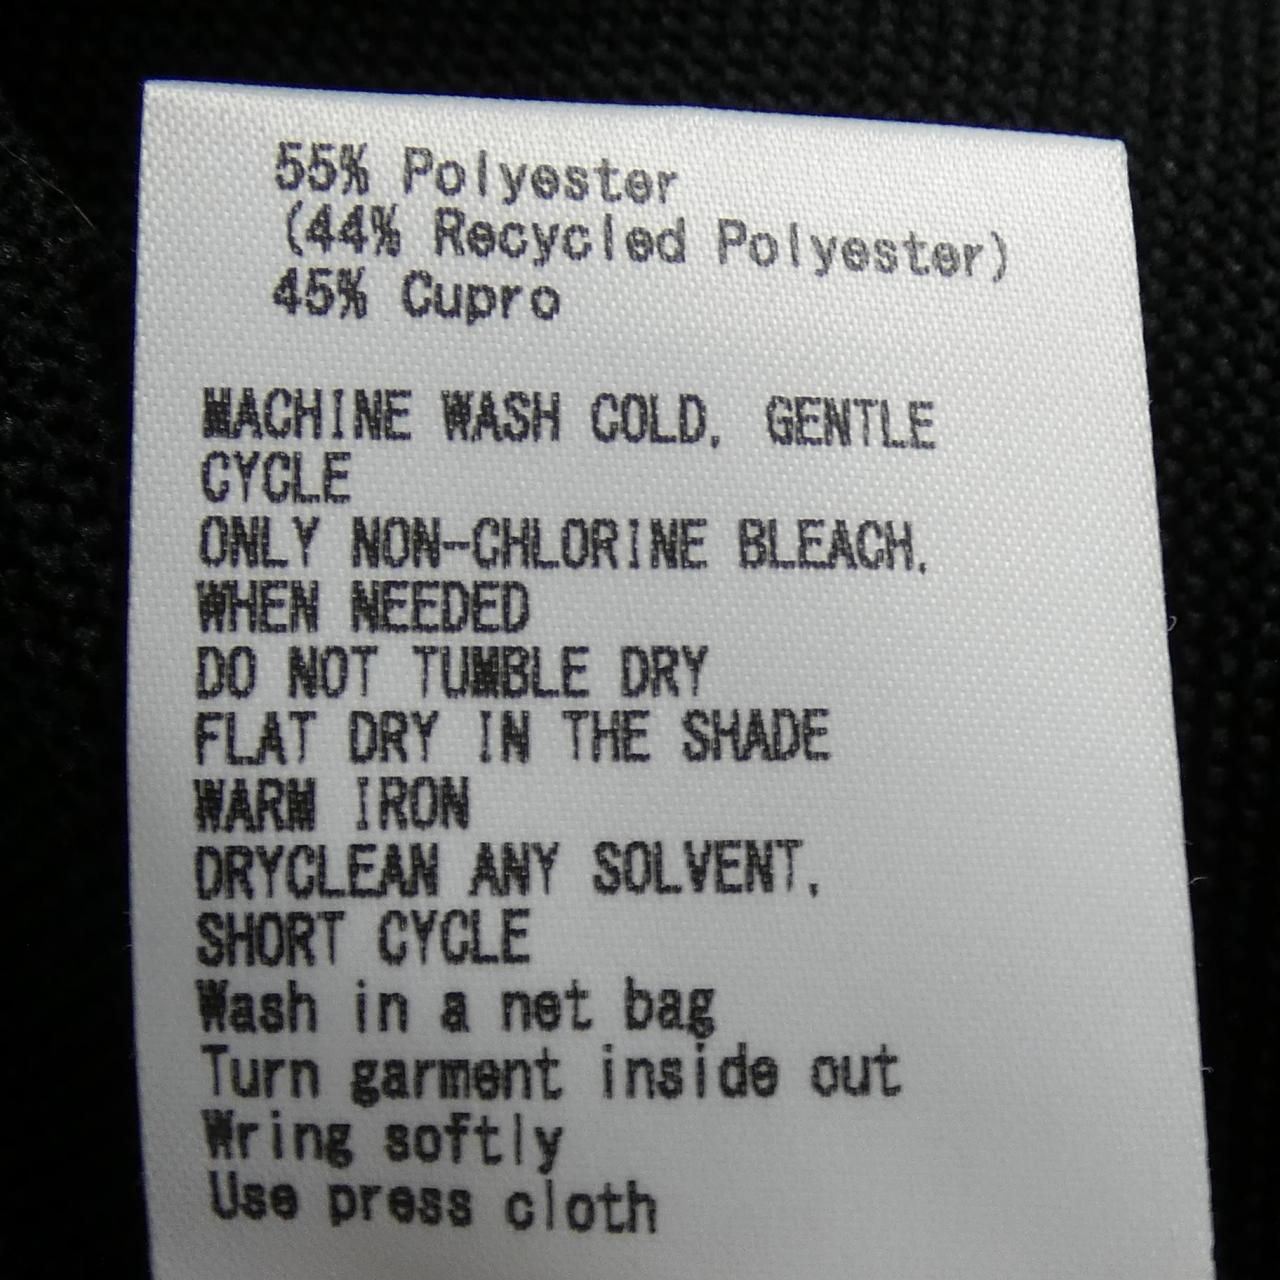 55% Polyester
(44% Recycled Polyester)
45% Cupro
MACHINE WASH COLD, GENTLE
CYCLE
ONLY NON-CHLORINE BLEACH,
WHEN NEEDED
DO NOT TUMBLE DRY
FLAT DRY IN THE SHADE
WARM IRON
DRYCLEAN ANY SOLVENT,
SHORT CYCLE
Wash in a net bag
Turn garment inside out
Wring softly
Use press cloth